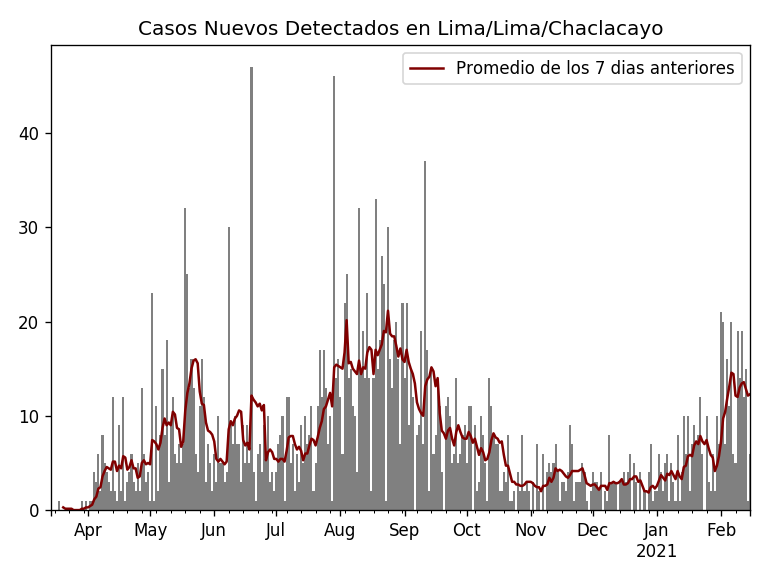 Casos Nuevos Detectados en Lima/Lima/Chaclacayo
Promedio de los 7 dias anteriores
40
30
20
10
0
Apr May Jun Jul Aug Sep Oct Nov Dec Jan Feb
2021